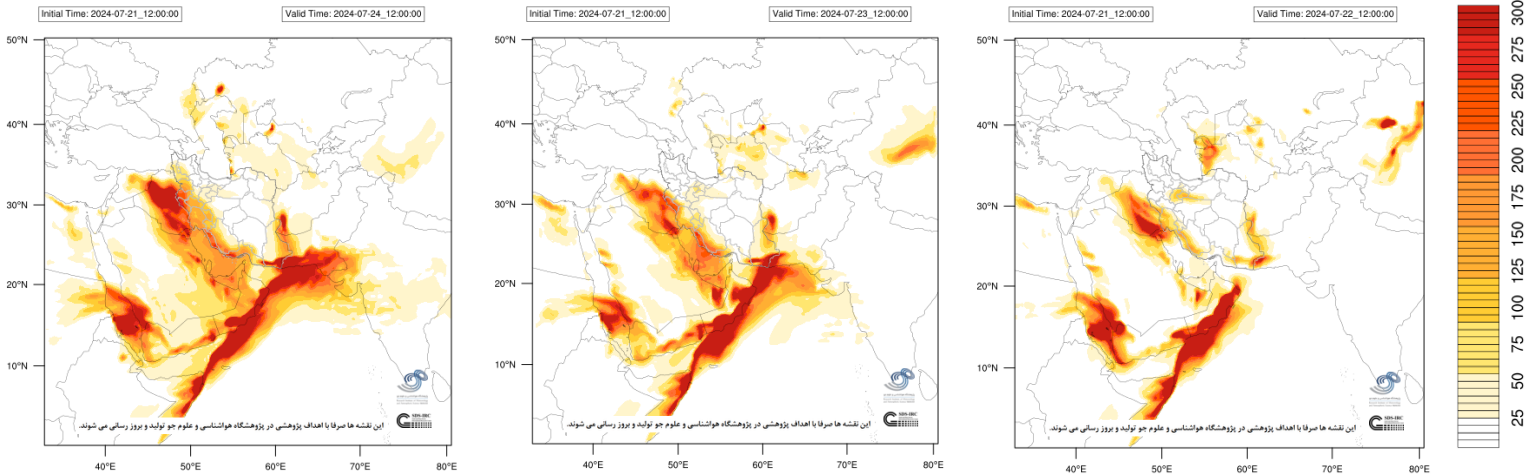 Initial Time: 2024-07-21_12:00:00
Valid Time: 2024-07-24_12:00:00
50°N
40°N
30°N
20°N
10°N
40°E
50°E
60°E
70°E
80°E
SDS-IRC
این نقشه ها صرفا با اهداف پژوهشی در پژوهشگاه هواشناسی و علوم جو تولید و بروز رسانی می شوند.
Initial Time: 2024-07-21_12:00:00
Valid Time: 2024-07-23_12:00:00
50°N
40°N
30°N
20°N
10°N
40°E
50°E
60°E
70°E
80°E
SDS-IRC
این نقشه ها صرفا با اهداف پژوهشی در پژوهشگاه هواشناسی و علوم جو تولید و بروز رسانی می شوند.
Initial Time: 2024-07-21_12:00:00
Valid Time: 2024-07-22_12:00:00
50°N
40°N
30°N
20°N
10°N
40°E
50°E
60°E
70°E
80°E
SDS-IRC
این نقشه ها صرفا با اهداف پژوهشی در پژوهشگاه هواشناسی و علوم جو تولید و بروز رسانی می شوند.
300
275
250
225
200
175
150
125
100
75
50
25